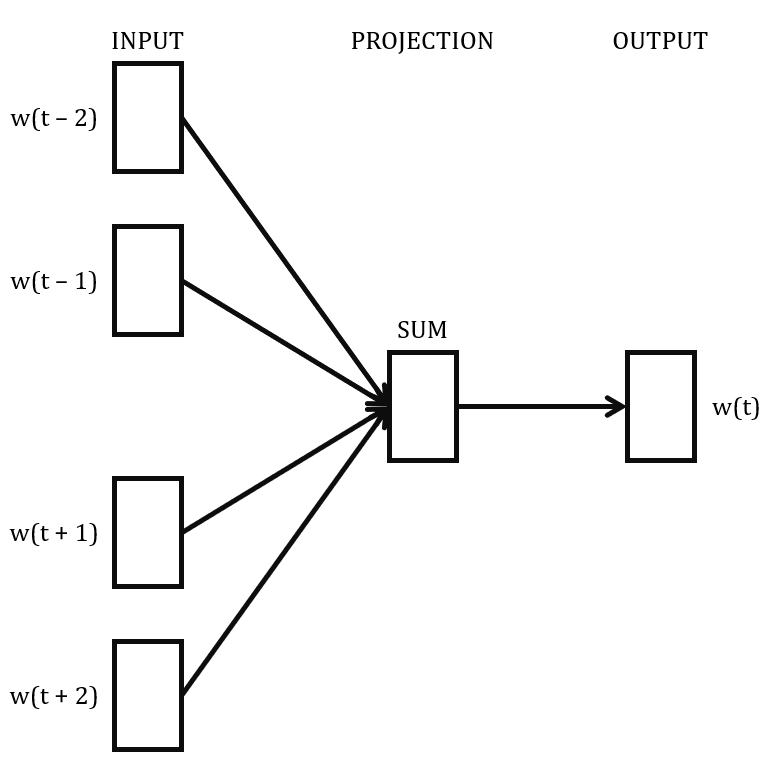 INPUT PROJECTION OUTPUT
w(t – 2)
w(t – 1)
SUM
w(t)
w(t + 1)
w(t + 2)